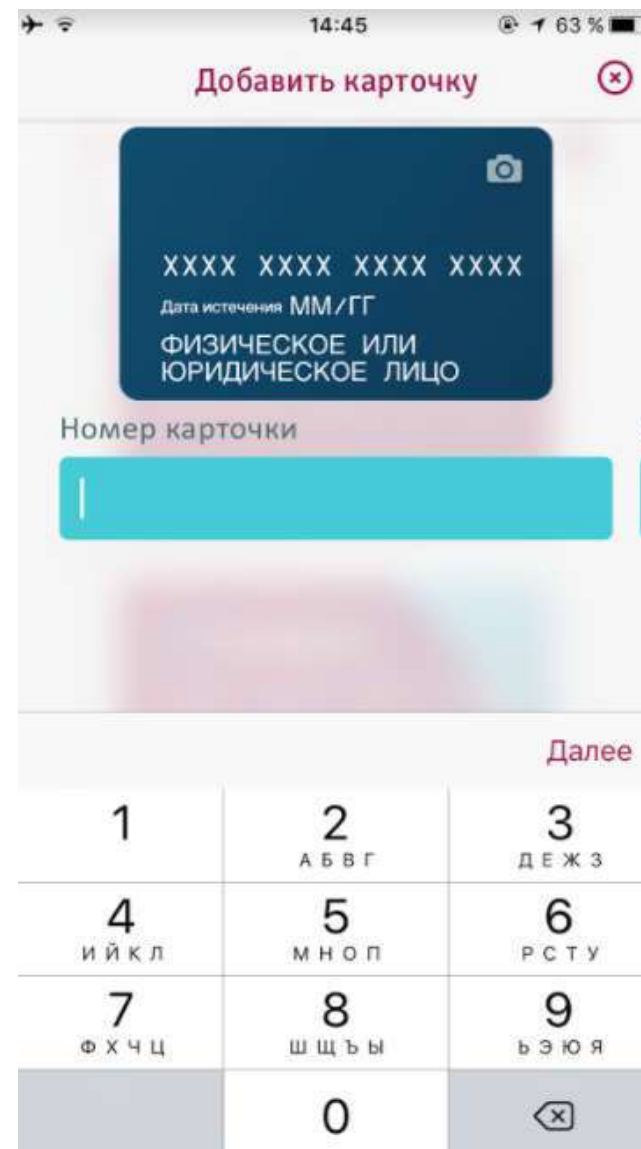 14:45
63 %
Добавить карточку
XXXX XXXX XXXX XXXX
Дата истечения ММ/ГГ
ФИЗИЧЕСКОЕ ИЛИ
ЮРИДИЧЕСКОЕ ЛИЦО
Номер карточки
Далее
1
2
3
АБВГ
ДЕЖЗ
4
5
6
ИЙКЛ
МНОП
РСТУ
7
8
9
ФХЧЦ
ШЩЪЫ
ЬЭЮЯ
0